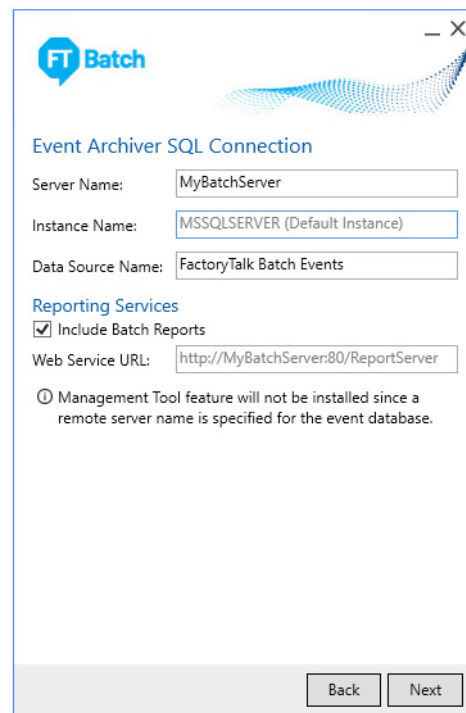 FT Batch
Event Archiver SQL Connection
Server Name: MyBatchServer
Instance Name: MSSQLSERVER (Default Instance)
Data Source Name: FactoryTalk Batch Events
Reporting Services
Include Batch Reports
Web Service URL: http://MyBatchServer:80/ReportServer
Management Tool feature will not be installed since a
remote server name is specified for the event database.
Back Next